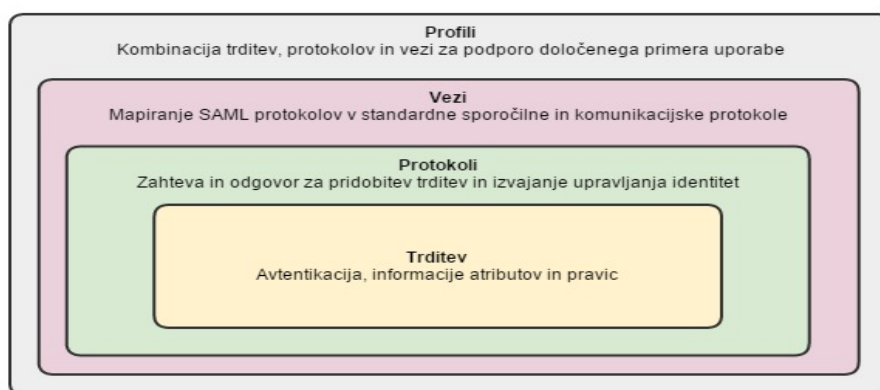 Profili
Kombinacija trditev, protokolov in vezi za podporo določenega primera uporabe
Vezi
Mapiranje SAML protokolov v standardne sporočilne in komunikacijske protokole
Protokoli
Zahteva in odgovor za pridobitev trditev in izvajanje upravljanja identitet
Trditev
Avtentikacija, informacije atributov in pravic